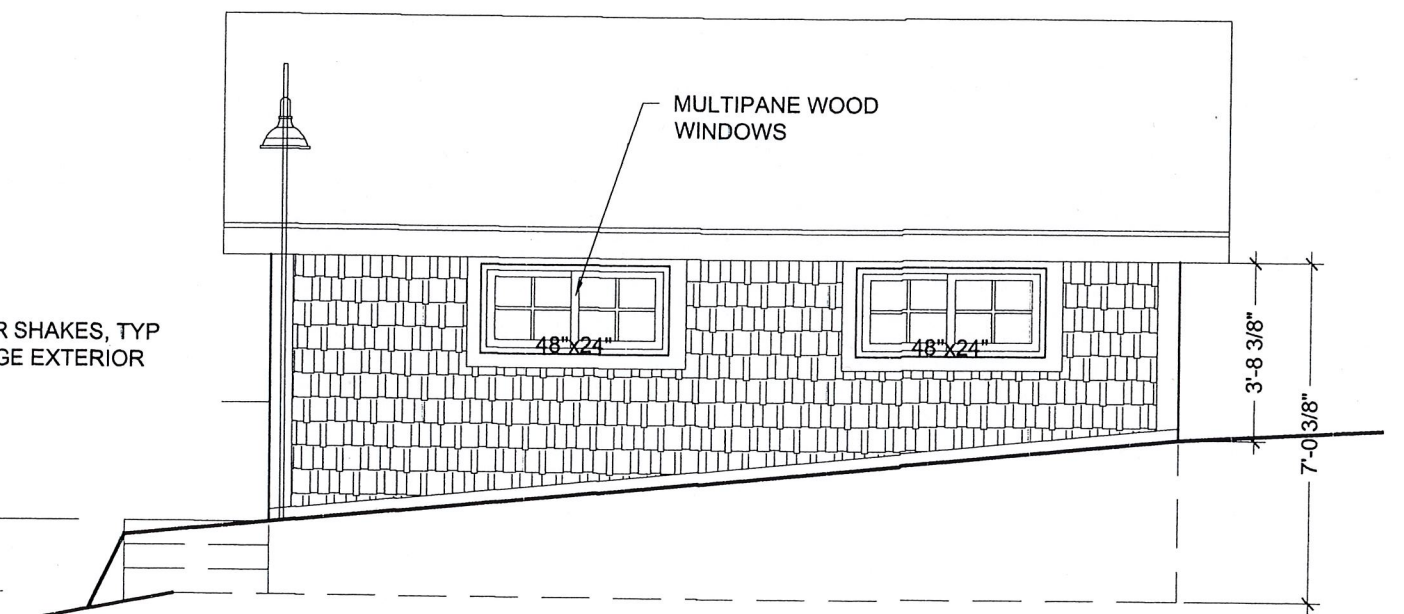 MULTIPANE WOOD
WINDOWS
48"x24"
48"x24"
R SHAKES, TYP
GE EXTERIOR
3'-8 3/8"
7'-0 3/8"